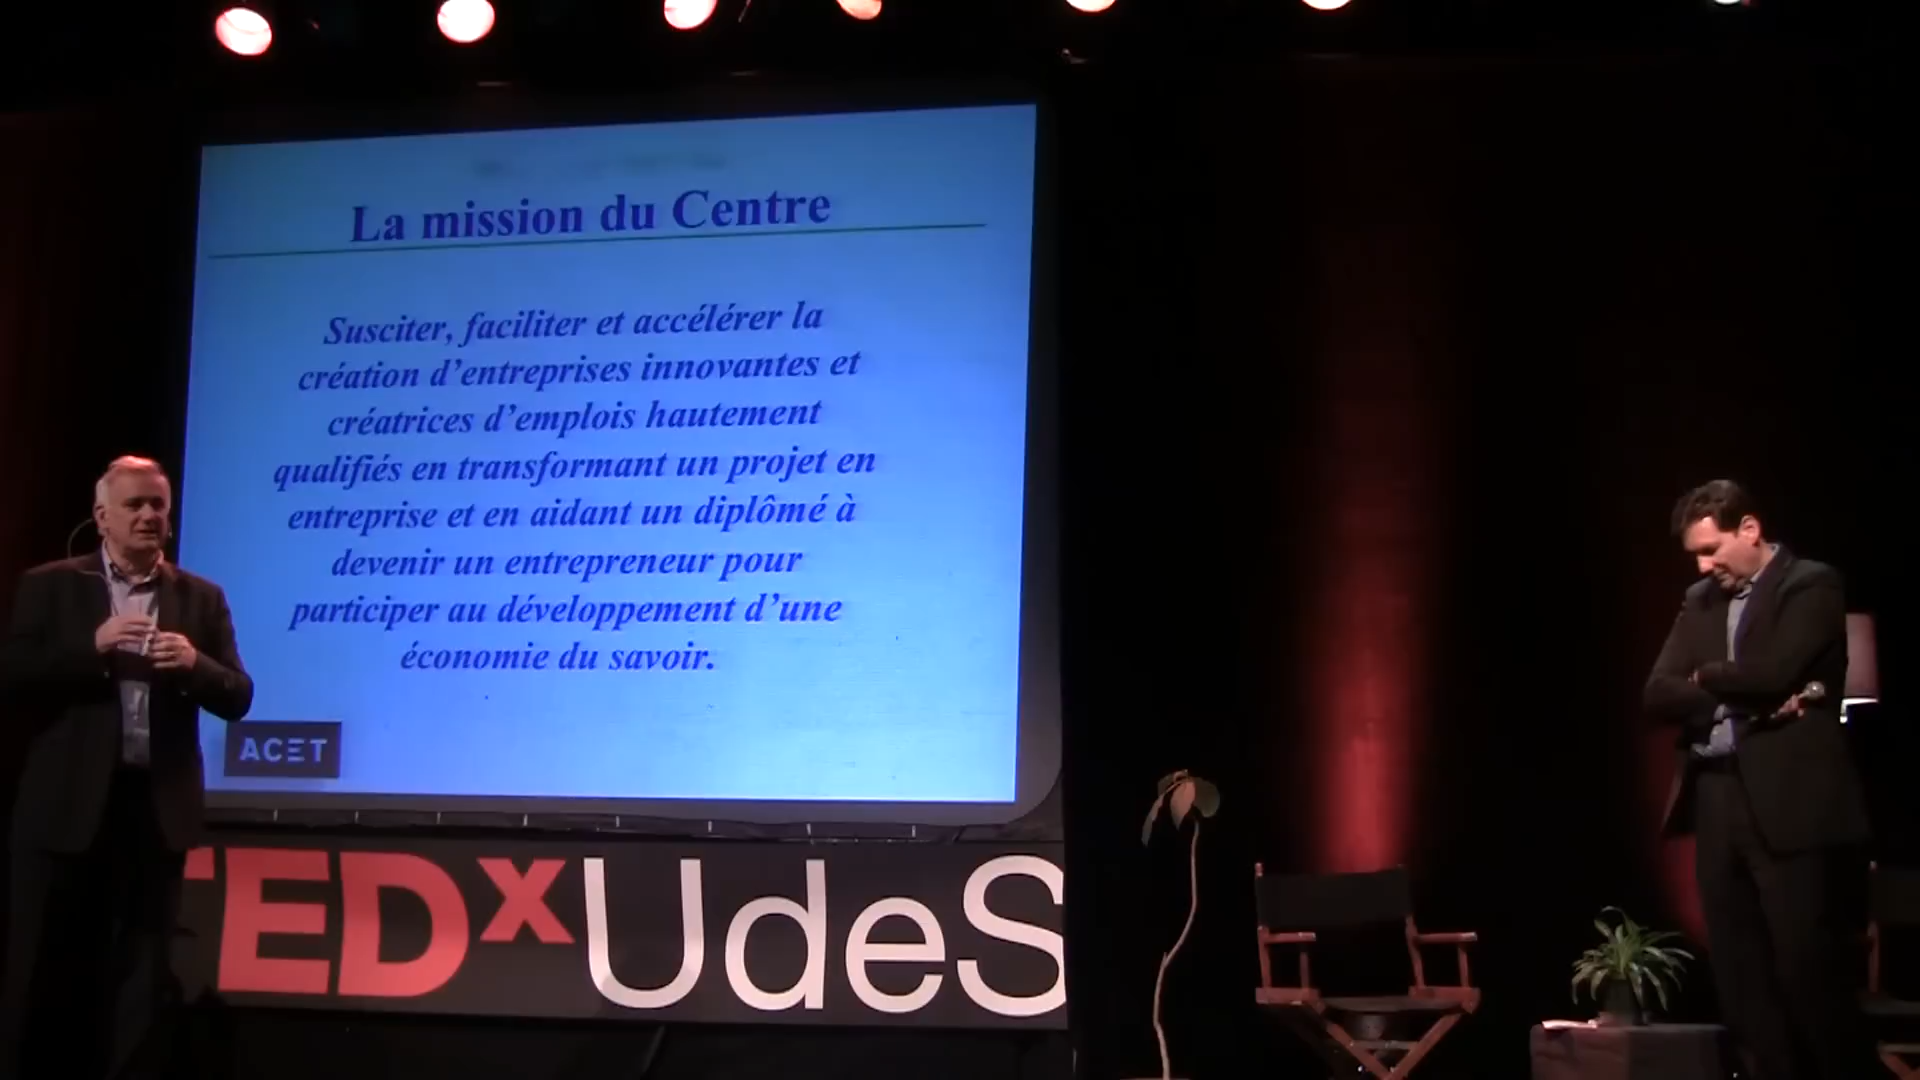 La mission du Centre
Susciter, faciliter et accélérer la
création d’entreprises innovantes et
créatrices d’emplois hautement
qualifiés en transformant un projet en
entreprise et en aidant un diplômé à
devenir un entrepreneur pour
participer au développement d’une
économie du savoir.
ACET
TEDxUdeS